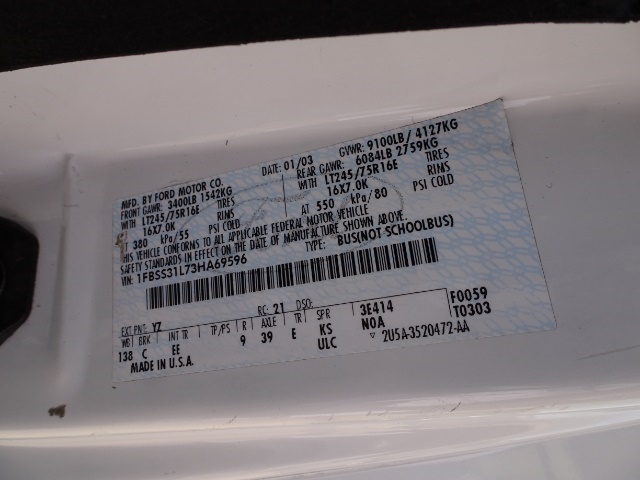 MFD. BY FORD MOTOR CO.
DATE: 01/03 GVWR: 9100LB/ 4127KG
FRONT GAWR: 3400LB 1542KG REAR GAWR: 6084LB 2759KG
WITH LT245/75R16E TIRES WITH LT245/75R16E TIRES
16X7.0K RIMS 16X7.0K RIMS
AT 380 kPa/55 PSI COLD AT 550 kPa/80 PSI COLD
THIS VEHICLE CONFORMS TO ALL APPLICABLE FEDERAL MOTOR VEHICLE
SAFETY STANDARDS IN EFFECT ON THE DATE OF MANUFACTURE SHOWN ABOVE.
VIN: 1FBSS31L73HA69596 TYPE: BUS(NOT SCHOOLBUS)
EXT PNT: YZ RC: 21 DSO: F0059
WB BRK INT TR TP/PS R AXLE TR SPR 3E414 T0303
138 C EE 9 39 E KS N0A
ULC ▽ 2U5A-3520472-AA
MADE IN U.S.A.